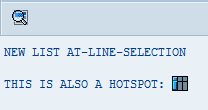 NEW LIST AT-LINE-SELECTION
THIS IS ALSO A HOTSPOT: